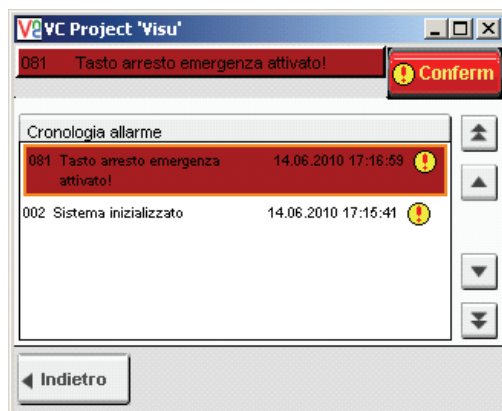 VC Project 'Visu'
081 Tasto arresto emergenza attivato!
Conferm
Cronologia allarme
081 Tasto arresto emergenza attivato! 14.06.2010 17:16:59
002 Sistema inizializzato 14.06.2010 17:15:41
Indietro